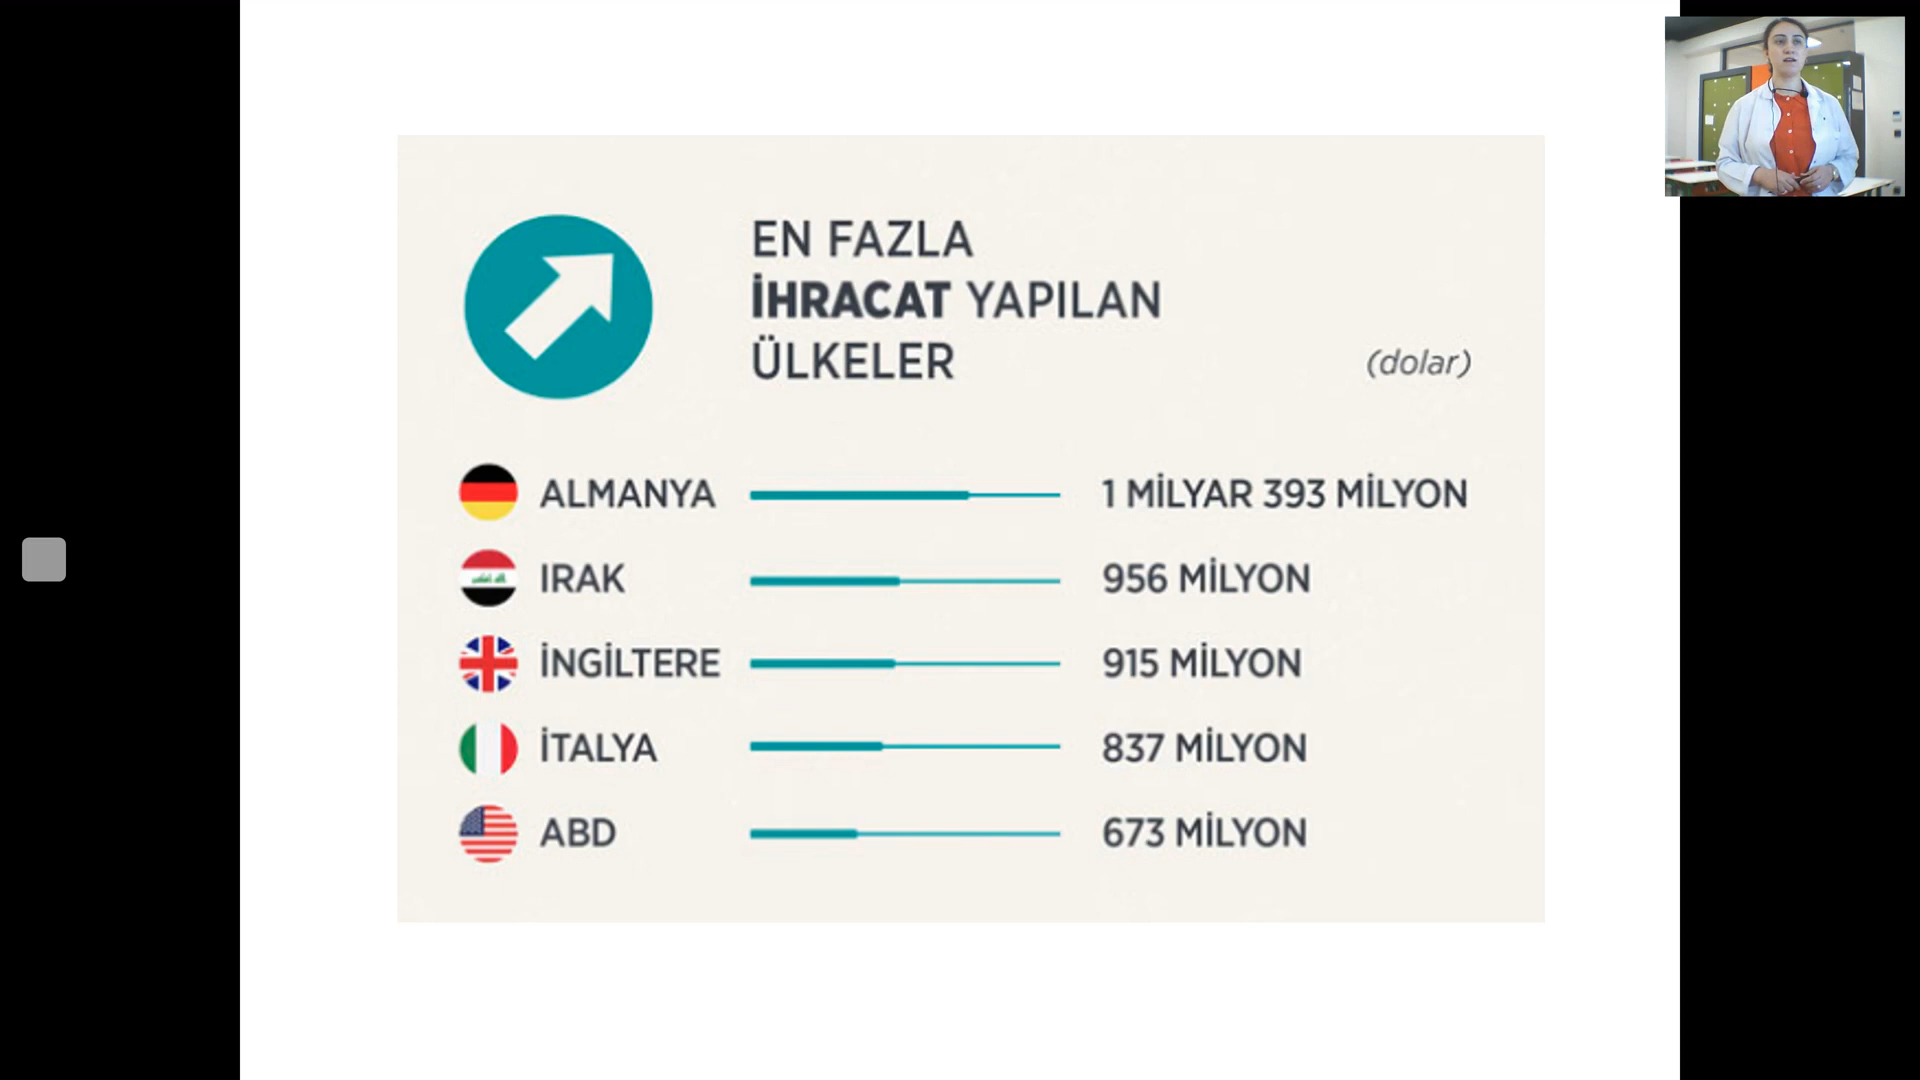 EN FAZLA
İHRACAT YAPILAN
ÜLKELER
(dolar)
ALMANYA 1 MİLYAR 393 MİLYON
IRAK 956 MİLYON
İNGİLTERE 915 MİLYON
İTALYA 837 MİLYON
ABD 673 MİLYON